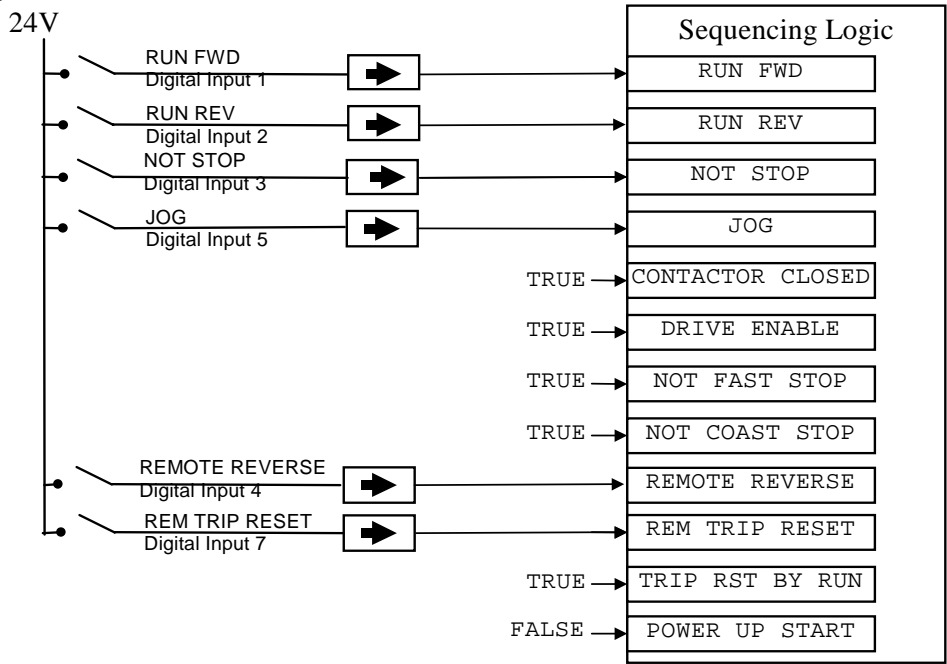 24V
Sequencing Logic
RUN FWD
Digital Input 1
RUN FWD
RUN REV
Digital Input 2
RUN REV
NOT STOP
Digital Input 3
NOT STOP
JOG
Digital Input 5
JOG
TRUE
CONTACTOR CLOSED
TRUE
DRIVE ENABLE
TRUE
NOT FAST STOP
TRUE
NOT COAST STOP
REMOTE REVERSE
Digital Input 4
REMOTE REVERSE
REM TRIP RESET
Digital Input 7
REM TRIP RESET
TRUE
TRIP RST BY RUN
FALSE
POWER UP START